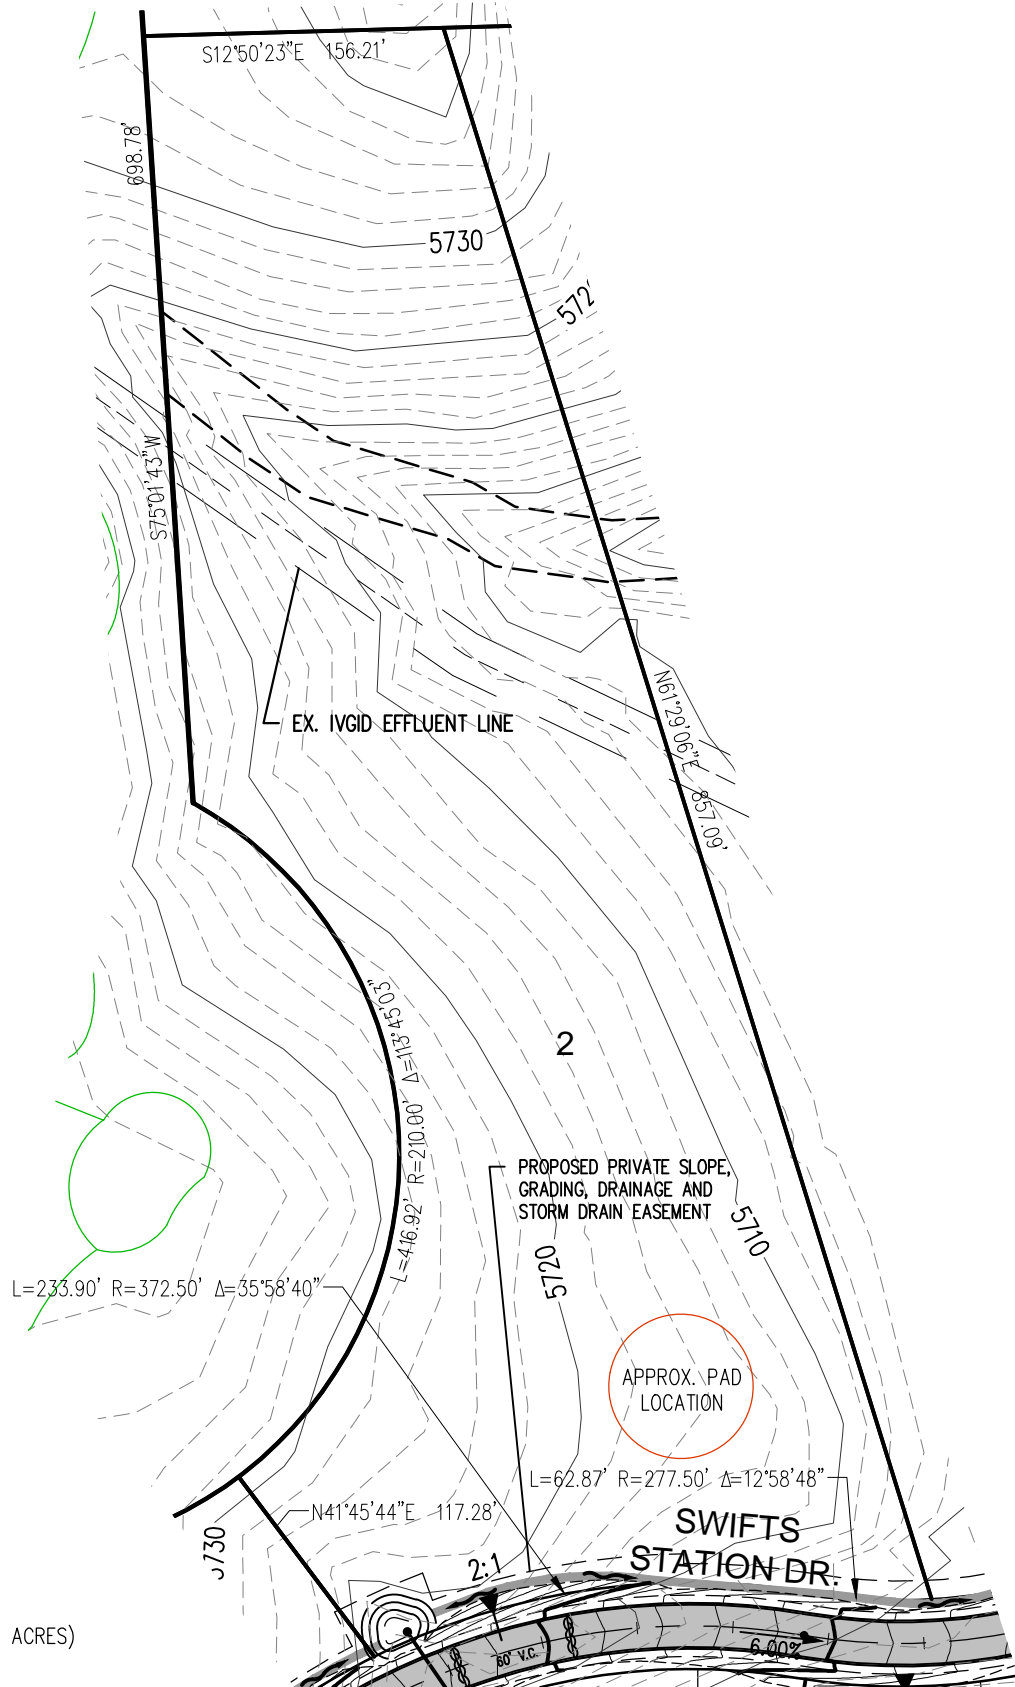 S12°50'23"E 156.21'
698.78'
5730
572'
S75°01'43"W
N61°29'06"E 857.09'
EX. IVGID EFFLUENT LINE
L=416.92' R=210.00' Δ=113°45'03"
2
PROPOSED PRIVATE SLOPE,
GRADING, DRAINAGE AND
STORM DRAIN EASEMENT
5710
5720
L=233.90' R=372.50' Δ=35°58'40"
APPROX. PAD
LOCATION
L=62.87' R=277.50' Δ=12°58'48"
N41°45'44"E 117.28'
SWIFTS
STATION DR.
5730
2:1
ACRES)
60' V.C.
6.00%